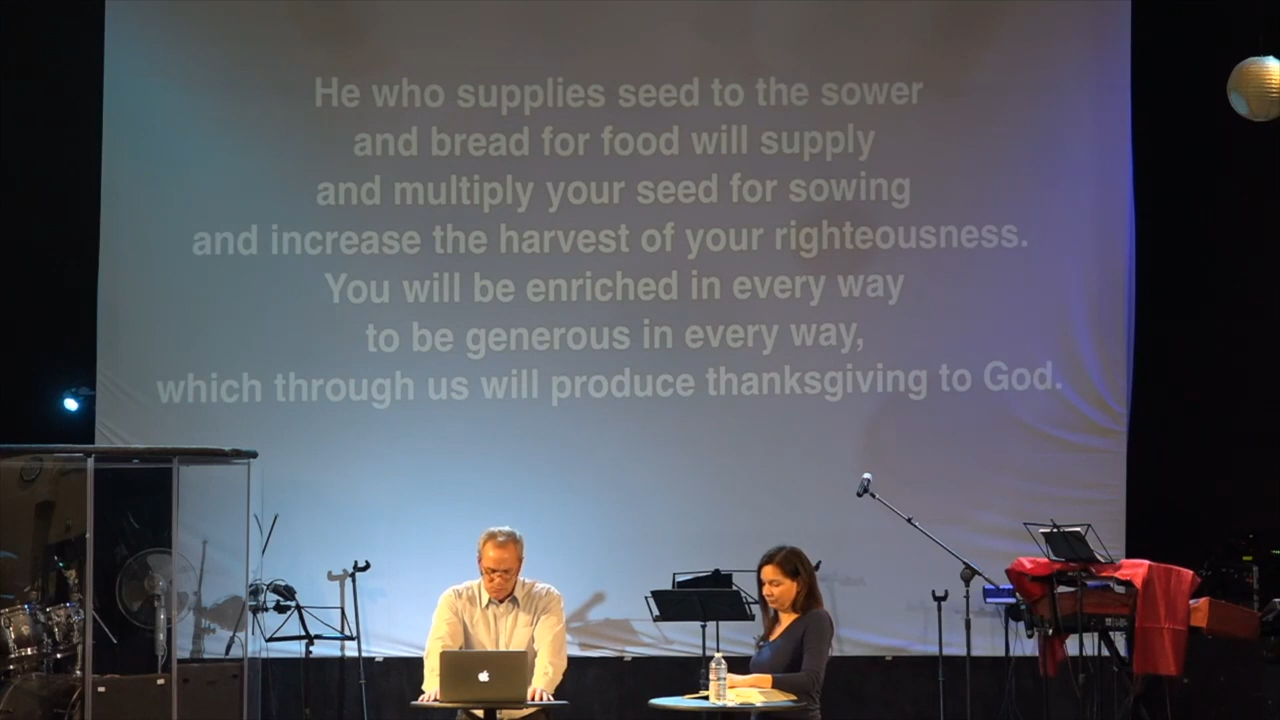 He who supplies seed to the sower
and bread for food will supply
and multiply your seed for sowing
and increase the harvest of your righteousness.
You will be enriched in every way
to be generous in every way,
which through us will produce thanksgiving to God.